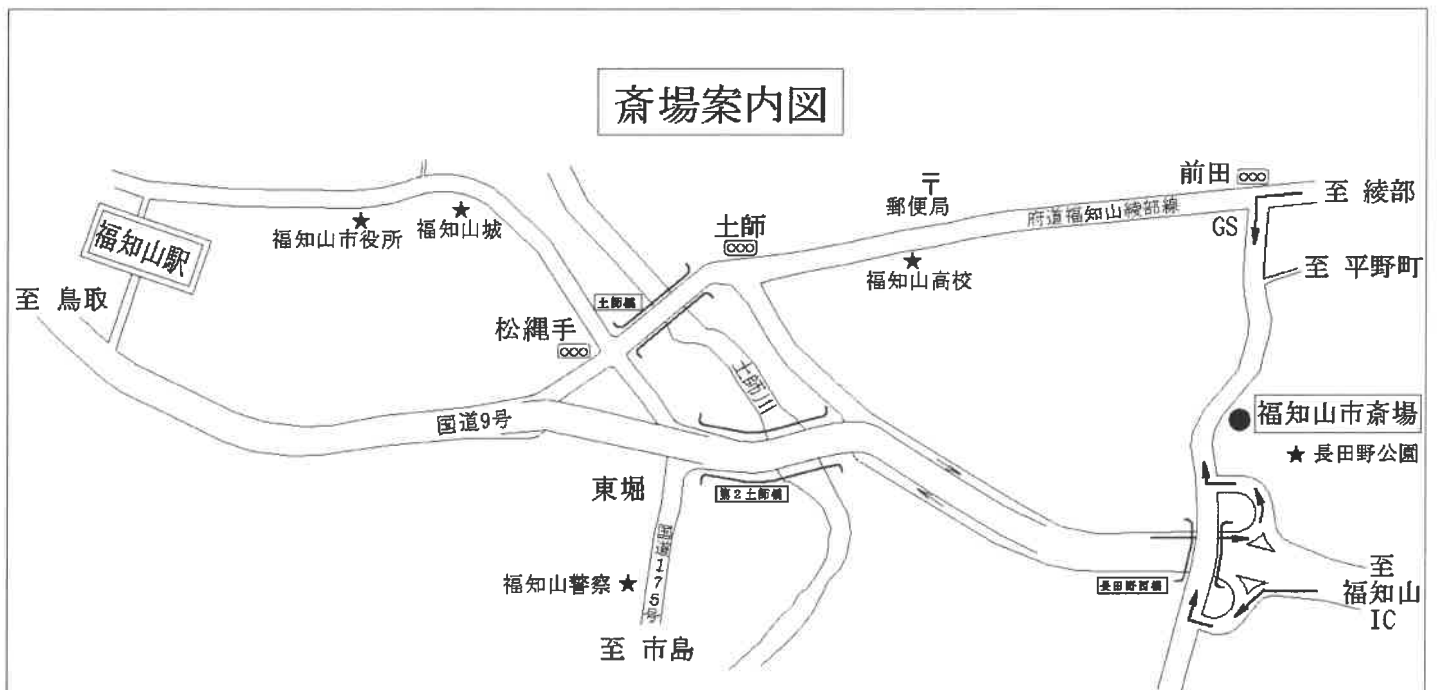 斎場案内図
前田
至 綾部
〒
郵便局
府道福知山綾部線
GS
土師
福知山市役所
福知山城
福知山駅
福知山高校
至 平野町
至 鳥取
土師橋
松縄手
土師川
国道9号
福知山市斎場
★ 長田野公園
東堀
第2土師橋
国道175号
福知山警察 ★
長田野西橋
至
福知山
IC
至 市島